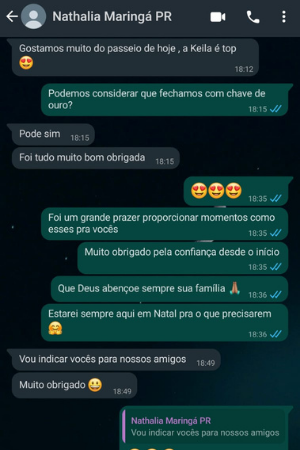 Nathalia Maringá PR
Gostamos muito do passeio de hoje , a Keila é top
😍
18:12
Podemos considerar que fechamos com chave de
ouro?
18:15
Pode sim 18:15
Foi tudo muito bom obrigada 18:15
😍😍😍 18:35
Foi um grande prazer proporcionar momentos como
esses pra vocês
18:35
Muito obrigado pela confiança desde o início
18:35
Que Deus abençoe sempre sua família 🙏🏾 18:36
Estarei sempre aqui em Natal pra o que precisarem
🤗
18:36
Vou indicar vocês para nossos amigos 18:49
Muito obrigado 😀 18:49
Nathalia Maringá PR
Vou indicar vocês para nossos amigos